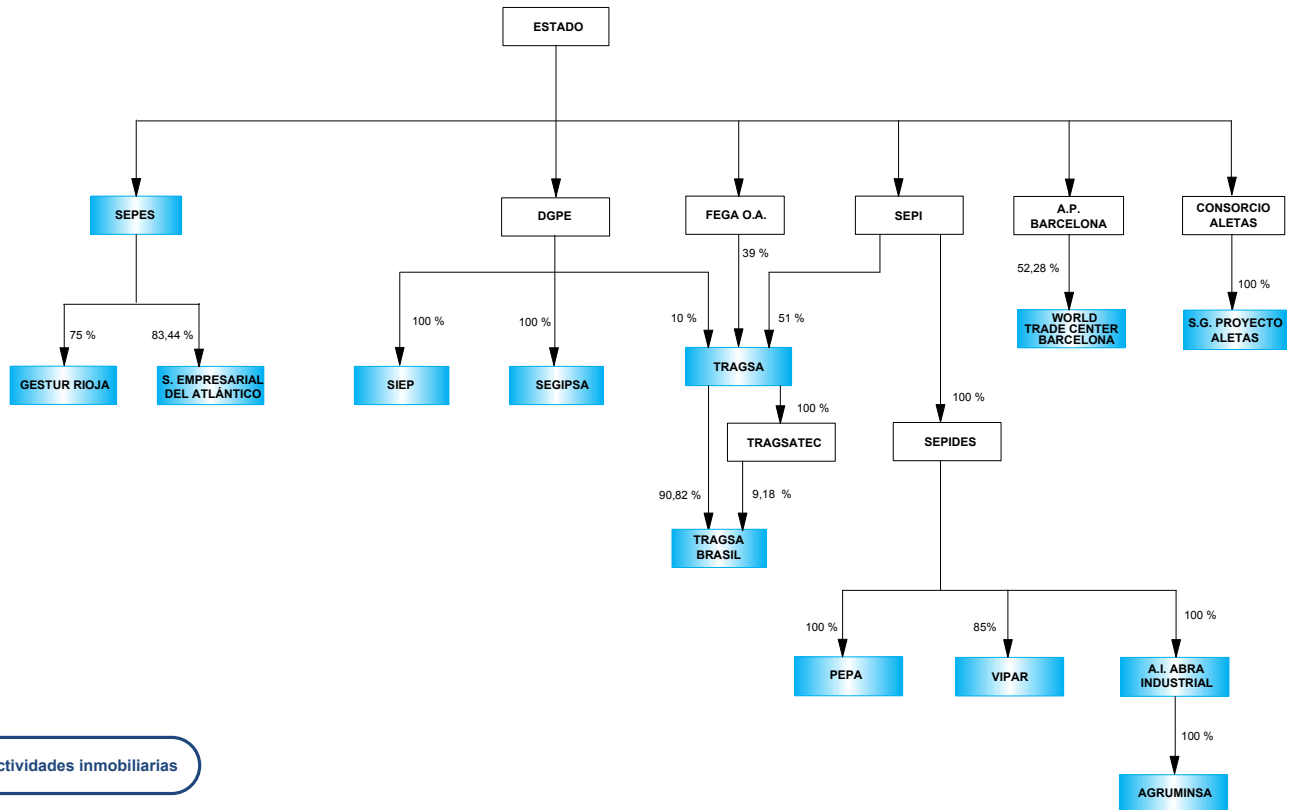 ESTADO
SEPES
DGPE
FEGA O.A.
SEPI
A.P.
BARCELONA
CONSORCIO
ALETAS
39 %
52,28 %
100 %
75 %
83,44 %
100 %
100 %
10 %
51 %
WORLD
TRADE CENTER
BARCELONA
S.G. PROYECTO
ALETAS
GESTUR RIOJA
S. EMPRESARIAL
DEL ATLÁNTICO
SIEP
SEGIPSA
TRAGSA
100 %
100 %
TRAGSATEC
SEPIDES
90,82 %
9,18 %
TRAGSA
BRASIL
100 %
85%
100 %
PEPA
VIPAR
A.I. ABRA
INDUSTRIAL
100 %
ctividades inmobiliarias
AGRUMINSA